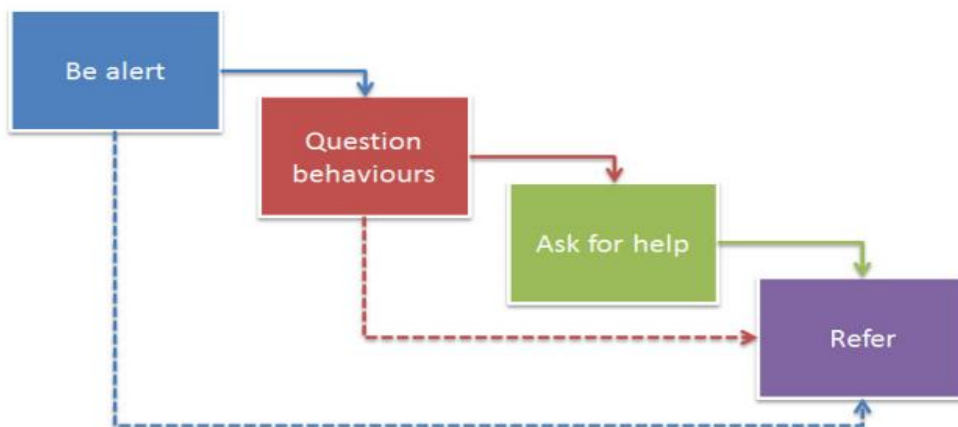 Be alert
Question
behaviours
Ask for help
Refer